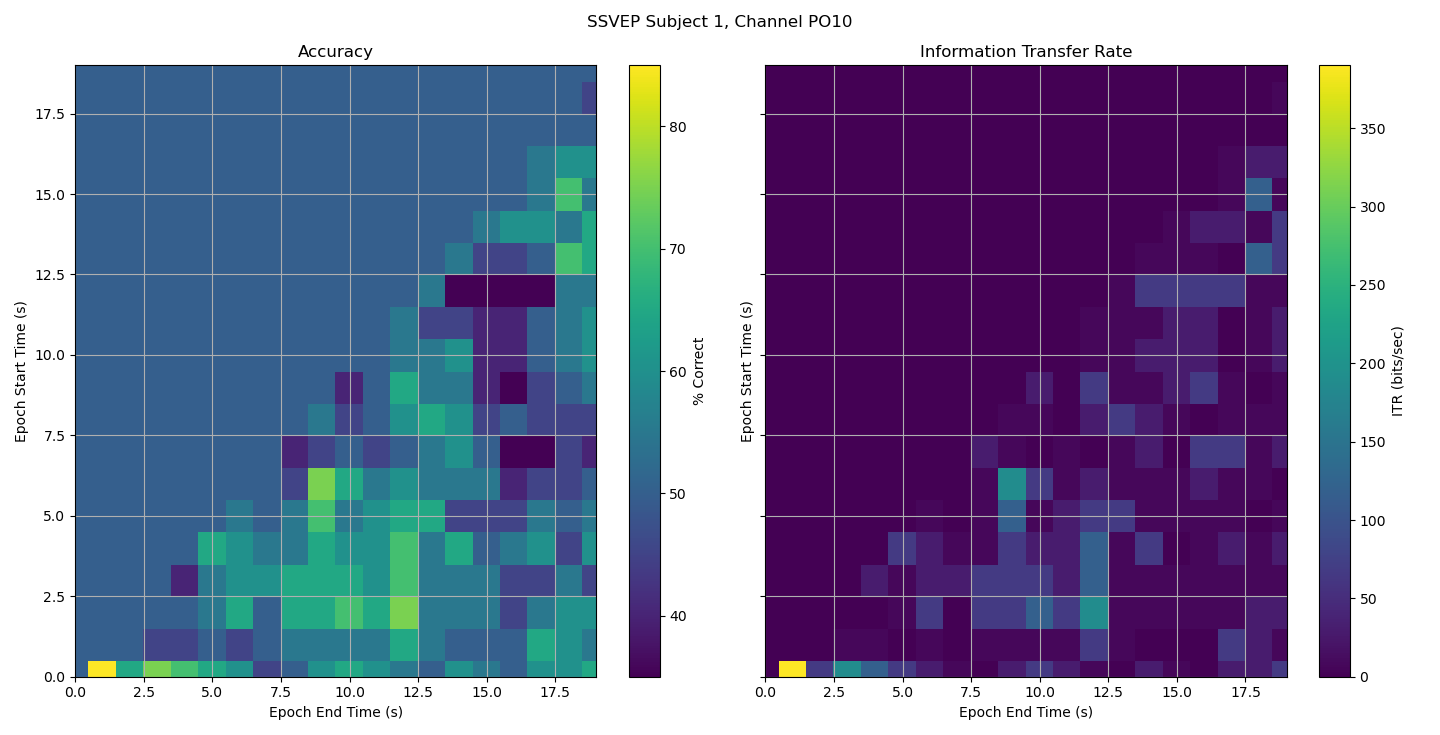 SSVEP Subject 1, Channel PO10
Accuracy
Information Transfer Rate
17.5
15.0
12.5
10.0
7.5
5.0
2.5
0.0
Epoch Start Time (s)
0.0 2.5 5.0 7.5 10.0 12.5 15.0 17.5
Epoch End Time (s)
80
70
60
50
40
% Correct
Epoch Start Time (s)
0.0 2.5 5.0 7.5 10.0 12.5 15.0 17.5
Epoch End Time (s)
350
300
250
200
150
100
50
0
ITR (bits/sec)